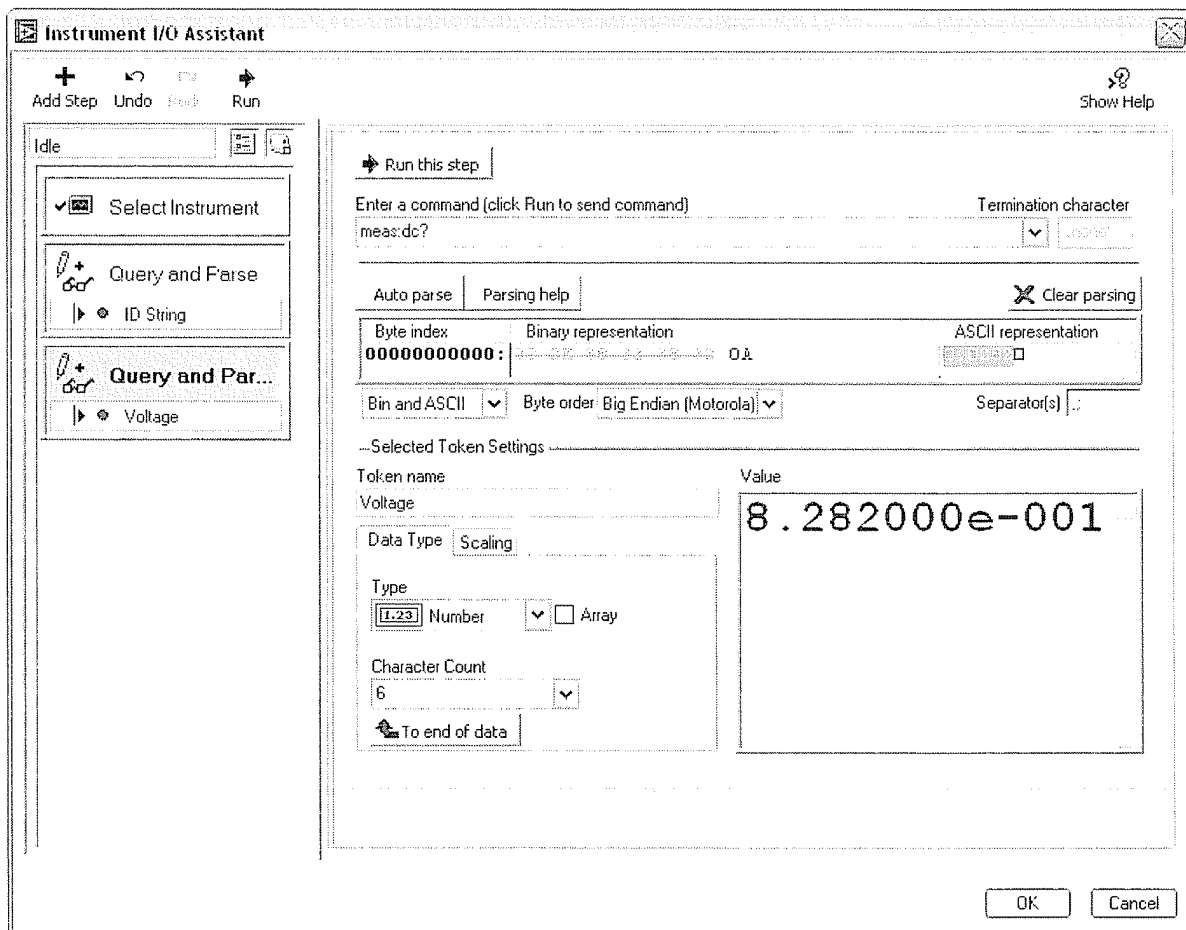 Instrument I/O Assistant
Add Step Undo Run Show Help
Idle
Select Instrument
Query and Parse
ID String
Query and Par...
Voltage
Run this step
Enter a command (click Run to send command) Termination character
meas:dc?
Auto parse Parsing help Clear parsing
Byte index Binary representation ASCII representation
00000000000: 0A
Bin and ASCII Byte order Big Endian (Motorola) Separator(s) ,;
Selected Token Settings
Token name Value
Voltage
8.282000e-001
Data Type Scaling
Type
1.23 Number Array
Character Count
6
To end of data
OK Cancel